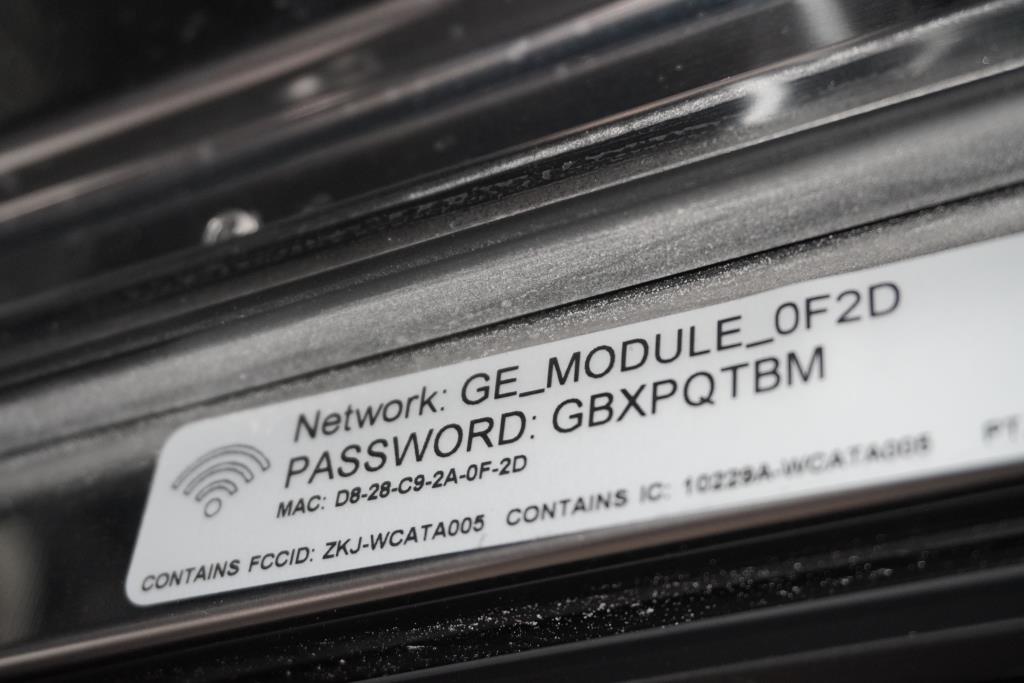 Network: GE_MODULE_0F2D
PASSWORD: GBXPQTBM
MAC: D8-28-C9-2A-0F-2D
CONTAINS FCCID: ZKJ-WCATA005 CONTAINS IC: 10229A-WCATA005 PT